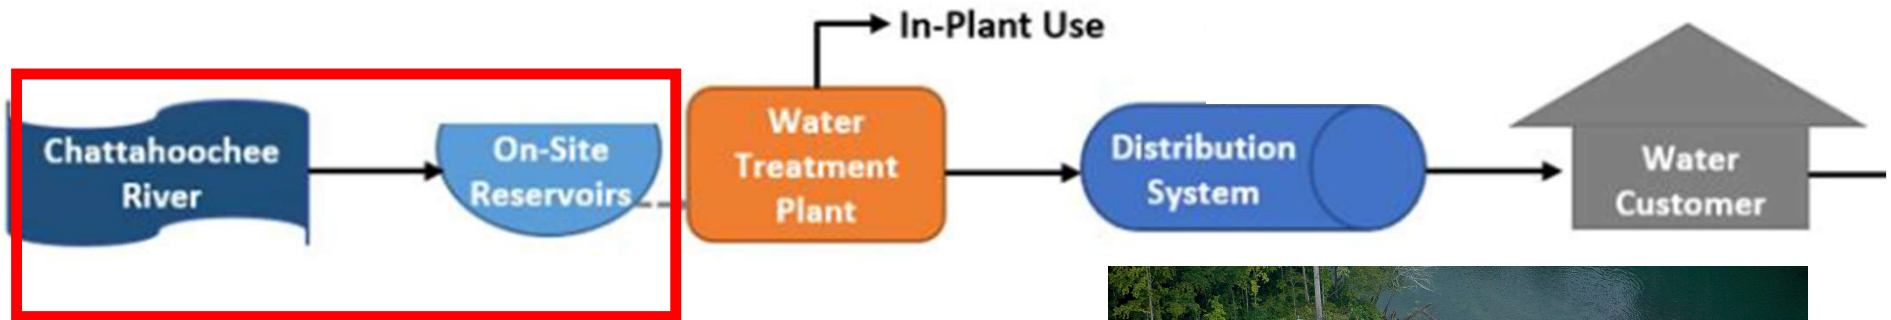 In-Plant Use
Chattahoochee
River
On-Site
Reservoirs
Water
Treatment
Plant
Distribution
System
Water
Customer